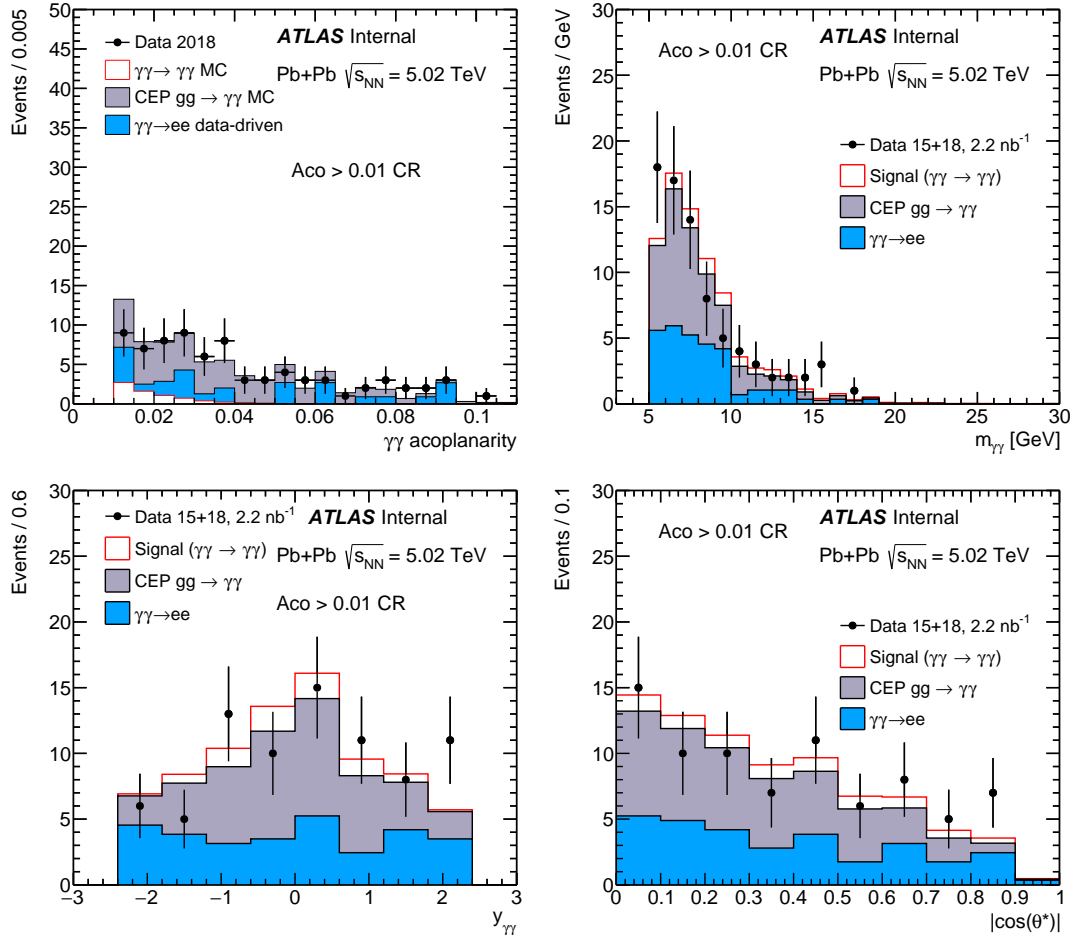 Events / 0.005
50
45
40
35
30
25
20
15
10
5
0
Data 2018
γγ→ γγ MC
CEP gg → γγ MC
γγ→ee data-driven
ATLAS Internal
Pb+Pb √sNN = 5.02 TeV
Aco > 0.01 CR
0 0.02 0.04 0.06 0.08 0.1
γγ acoplanarity
Events / GeV
30
25
20
15
10
5
0
Aco > 0.01 CR
ATLAS Internal
Pb+Pb √sNN = 5.02 TeV
Data 15+18, 2.2 nb⁻¹
Signal (γγ → γγ)
CEP gg → γγ
γγ→ee
0 5 10 15 20 25 30
mγγ [GeV]
Events / 0.6
30
25
20
15
10
5
0
Data 15+18, 2.2 nb⁻¹
Signal (γγ → γγ)
CEP gg → γγ
γγ→ee
ATLAS Internal
Pb+Pb √sNN = 5.02 TeV
Aco > 0.01 CR
−3 −2 −1 0 1 2 3
yγγ
Events / 0.1
30
25
20
15
10
5
0
Aco > 0.01 CR
ATLAS Internal
Pb+Pb √sNN = 5.02 TeV
Data 15+18, 2.2 nb⁻¹
Signal (γγ → γγ)
CEP gg → γγ
γγ→ee
0 0.1 0.2 0.3 0.4 0.5 0.6 0.7 0.8 0.9 1
|cos(θ*)|